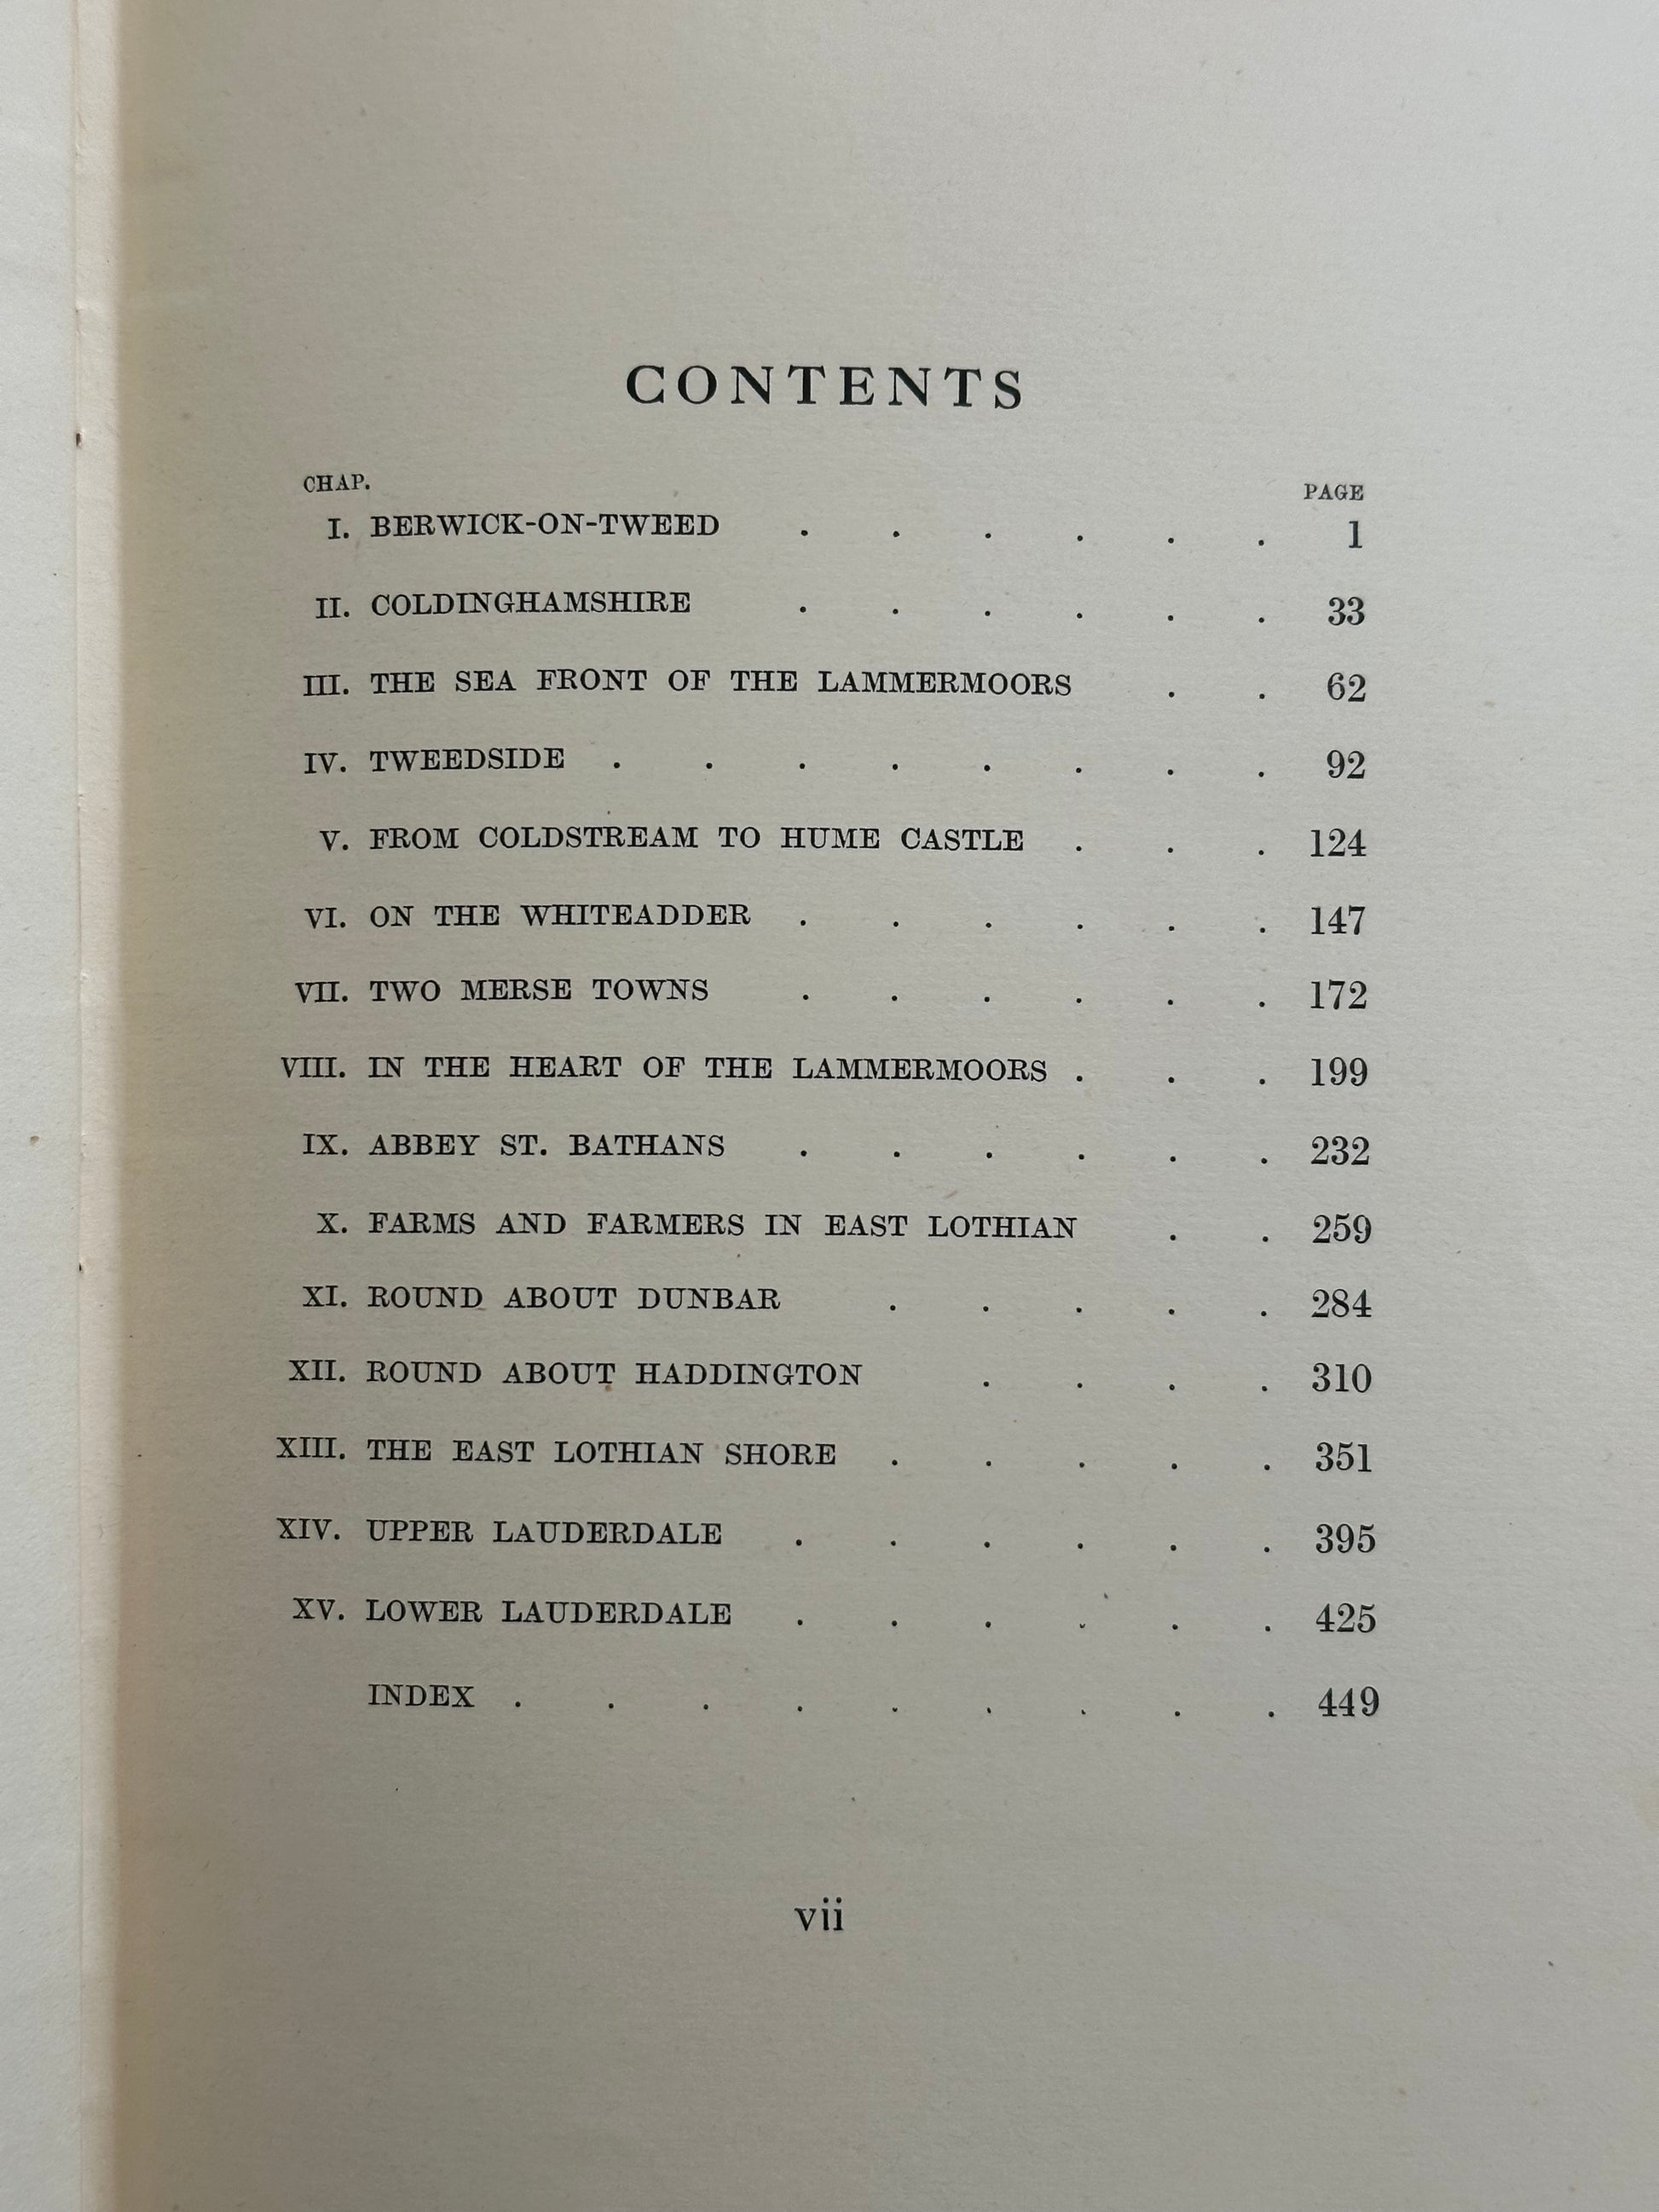 CONTENTS
CHAP. PAGE
I. BERWICK-ON-TWEED . . . . . . 1
II. COLDINGHAMSHIRE . . . . . . 33
III. THE SEA FRONT OF THE LAMMERMOORS . . 62
IV. TWEEDSIDE . . . . . . . . 92
V. FROM COLDSTREAM TO HUME CASTLE . . . 124
VI. ON THE WHITEADDER . . . . . . 147
VII. TWO MERSE TOWNS . . . . . . 172
VIII. IN THE HEART OF THE LAMMERMOORS . . . 199
IX. ABBEY ST. BATHANS . . . . . . 232
X. FARMS AND FARMERS IN EAST LOTHIAN . . 259
XI. ROUND ABOUT DUNBAR . . . . . 284
XII. ROUND ABOUT HADDINGTON . . . . 310
XIII. THE EAST LOTHIAN SHORE . . . . . 351
XIV. UPPER LAUDERDALE . . . . . . 395
XV. LOWER LAUDERDALE . . . . . . 425
INDEX . . . . . . . . . 449
vii